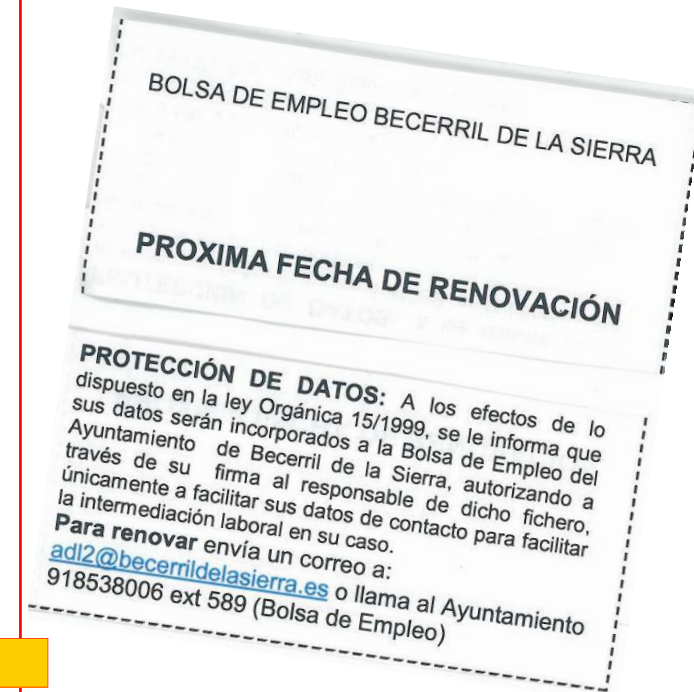 BOLSA DE EMPLEO BECERRIL DE LA SIERRA
PROXIMA FECHA DE RENOVACIÓN
PROTECCIÓN DE DATOS: A los efectos de lo
dispuesto en la ley Orgánica 15/1999, se le informa que
sus datos serán incorporados a la Bolsa de Empleo del
Ayuntamiento de Becerril de la Sierra, autorizando a
través de su firma al responsable de dicho fichero,
únicamente a facilitar sus datos de contacto para facilitar
la intermediación laboral en su caso.
Para renovar envía un correo a:
adl2@becerrildelasierra.es o llama al Ayuntamiento
918538006 ext 589 (Bolsa de Empleo)